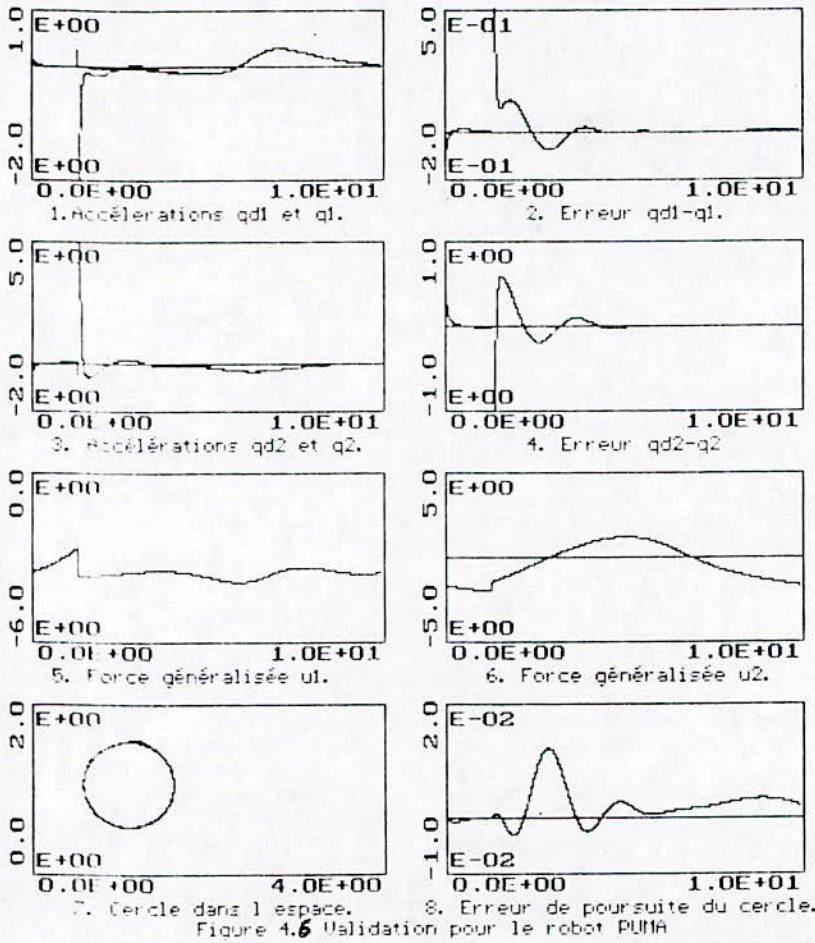 1.0 E+00 5.0 E-01
-2.0 E+00 -2.0 E-01
0.0E+00 1.0E+01 0.0E+00 1.0E+01
1.Accélerations qd1 et q1. 2. Erreur qd1-q1.
5.0 E+00 1.0 E+00
-2.0 E+00 -1.0 E+00
0.0E+00 1.0E+01 0.0E+00 1.0E+01
3. Accélérations qd2 et q2. 4. Erreur qd2-q2
0.0 E+00 5.0 E+00
-6.0 E+00 -5.0 E+00
0.0E+00 1.0E+01 0.0E+00 1.0E+01
5. Force généralisée u1. 6. Force généralisée u2.
2.0 E+00 2.0 E-02
0.0 E+00 -1.0 E-02
0.0E+00 4.0E+00 0.0E+00 1.0E+01
7. Cercle dans l espace. 8. Erreur de poursuite du cercle.
Figure 4.6 Validation pour le robot PUMA